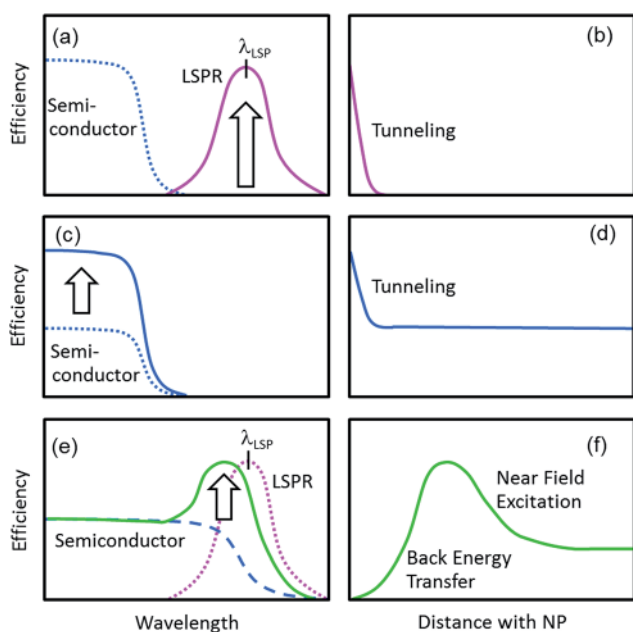 (a)
λLSP
LSPR
Semi-
conductor
Efficiency
(b)
Tunneling
(c)
Semi-
conductor
Efficiency
(d)
Tunneling
(e)
λLSP
LSPR
Semiconductor
Efficiency
Wavelength
(f)
Near Field
Excitation
Back Energy
Transfer
Distance with NP